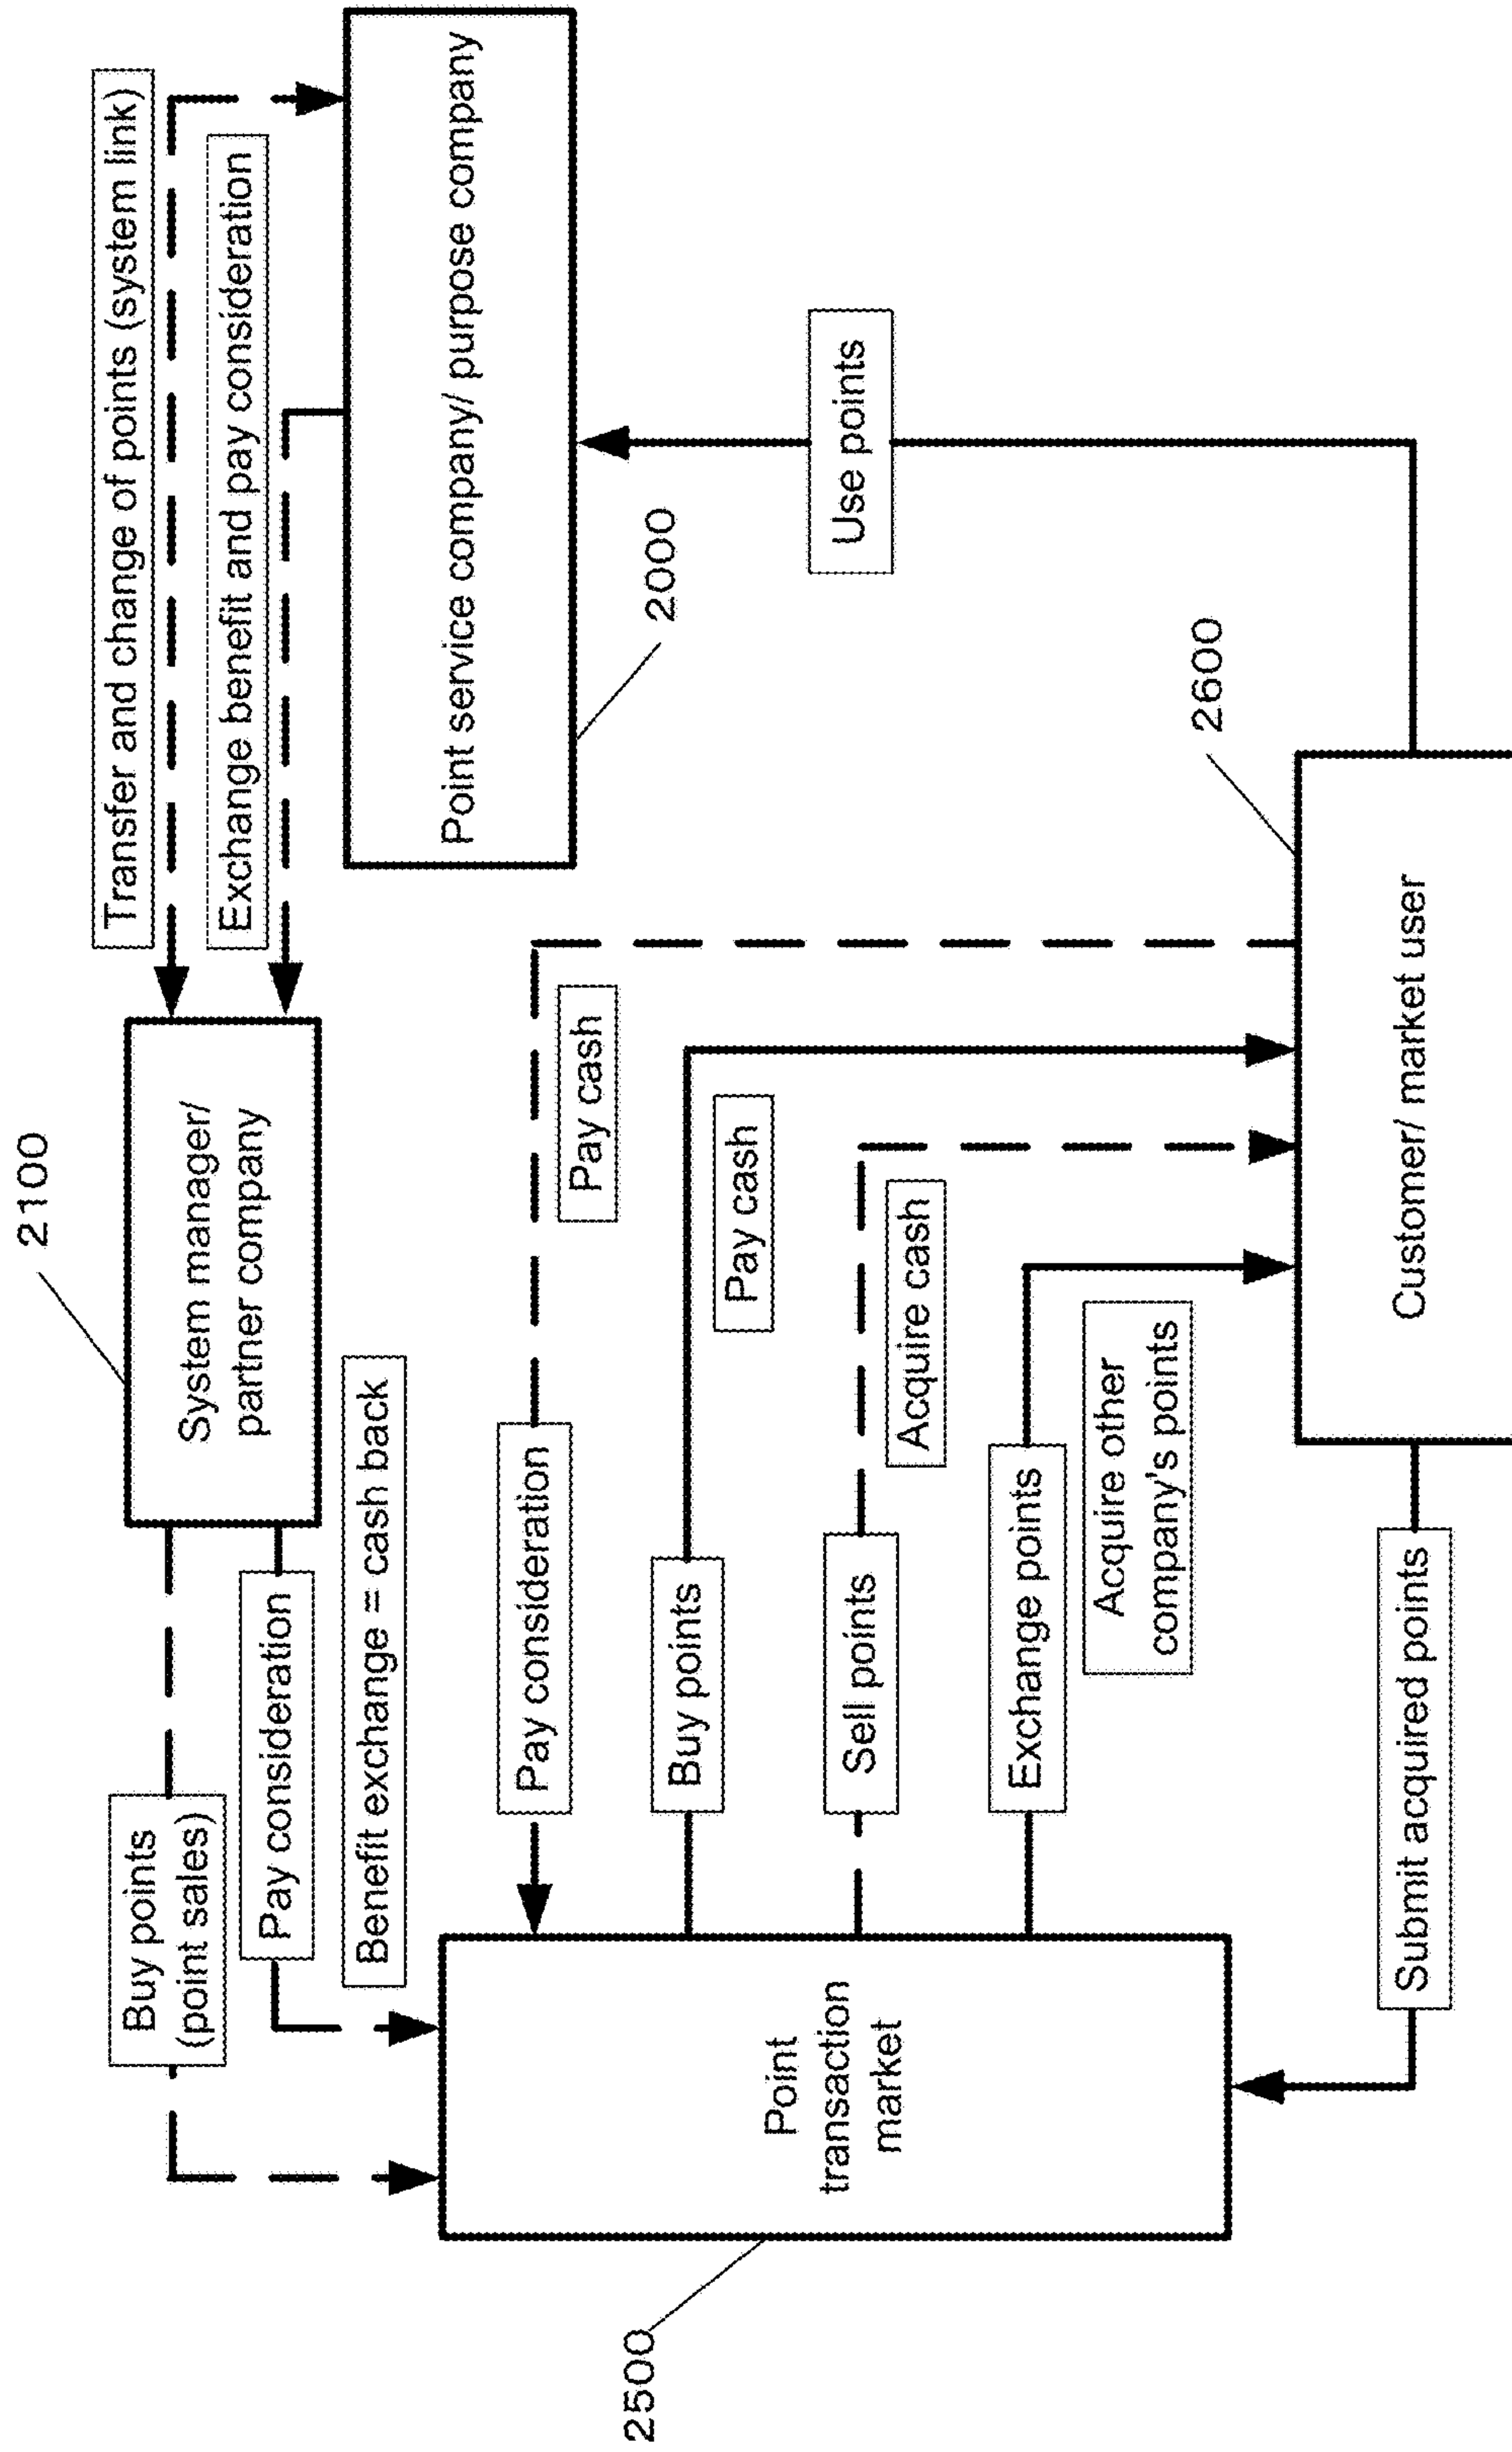 2100
System manager/
partner company
Transfer and change of points (system link)
Exchange benefit and pay consideration
Buy points
(point sales)
Pay consideration
Benefit exchange = cash back
Point service company/ purpose company
2000
Pay consideration
Pay cash
Buy points
Pay cash
Sell points
Acquire cash
Exchange points
Acquire other
company's points
Use points
2500
Point
transaction
market
2600
Customer/ market user
Submit acquired points